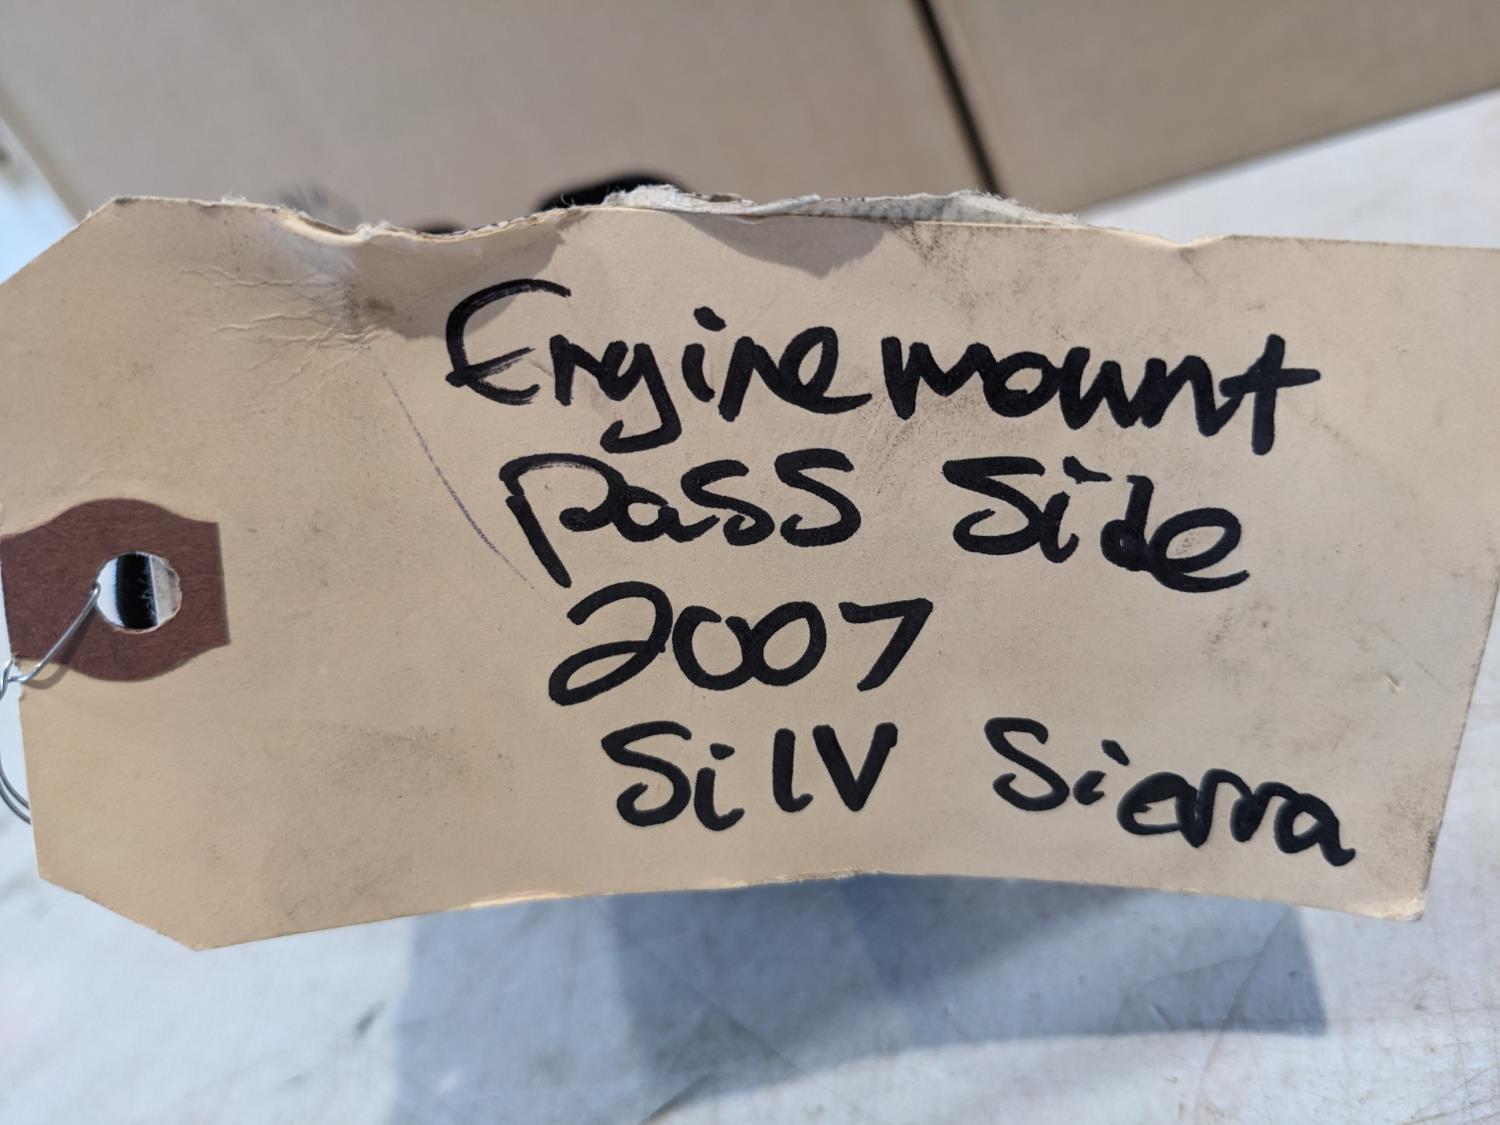 Engine mount
pass side
2007
Silv Sierra